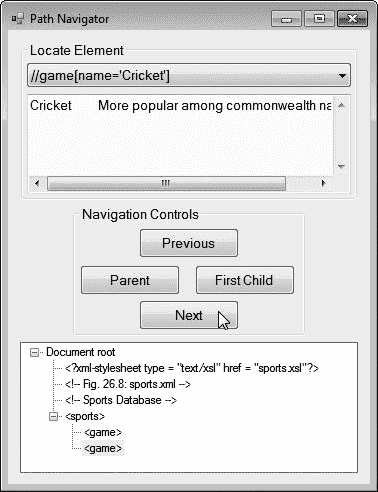 Path Navigator
Locate Element
//game[name='Cricket']
Cricket More popular among commonwealth na
Navigation Controls
Previous
Parent First Child
Next
Document root
<?xml-stylesheet type = "text/xsl" href = "sports.xsl"?>
<!-- Fig. 26.8: sports.xml -->
<!-- Sports Database -->
<sports>
<game>
<game>